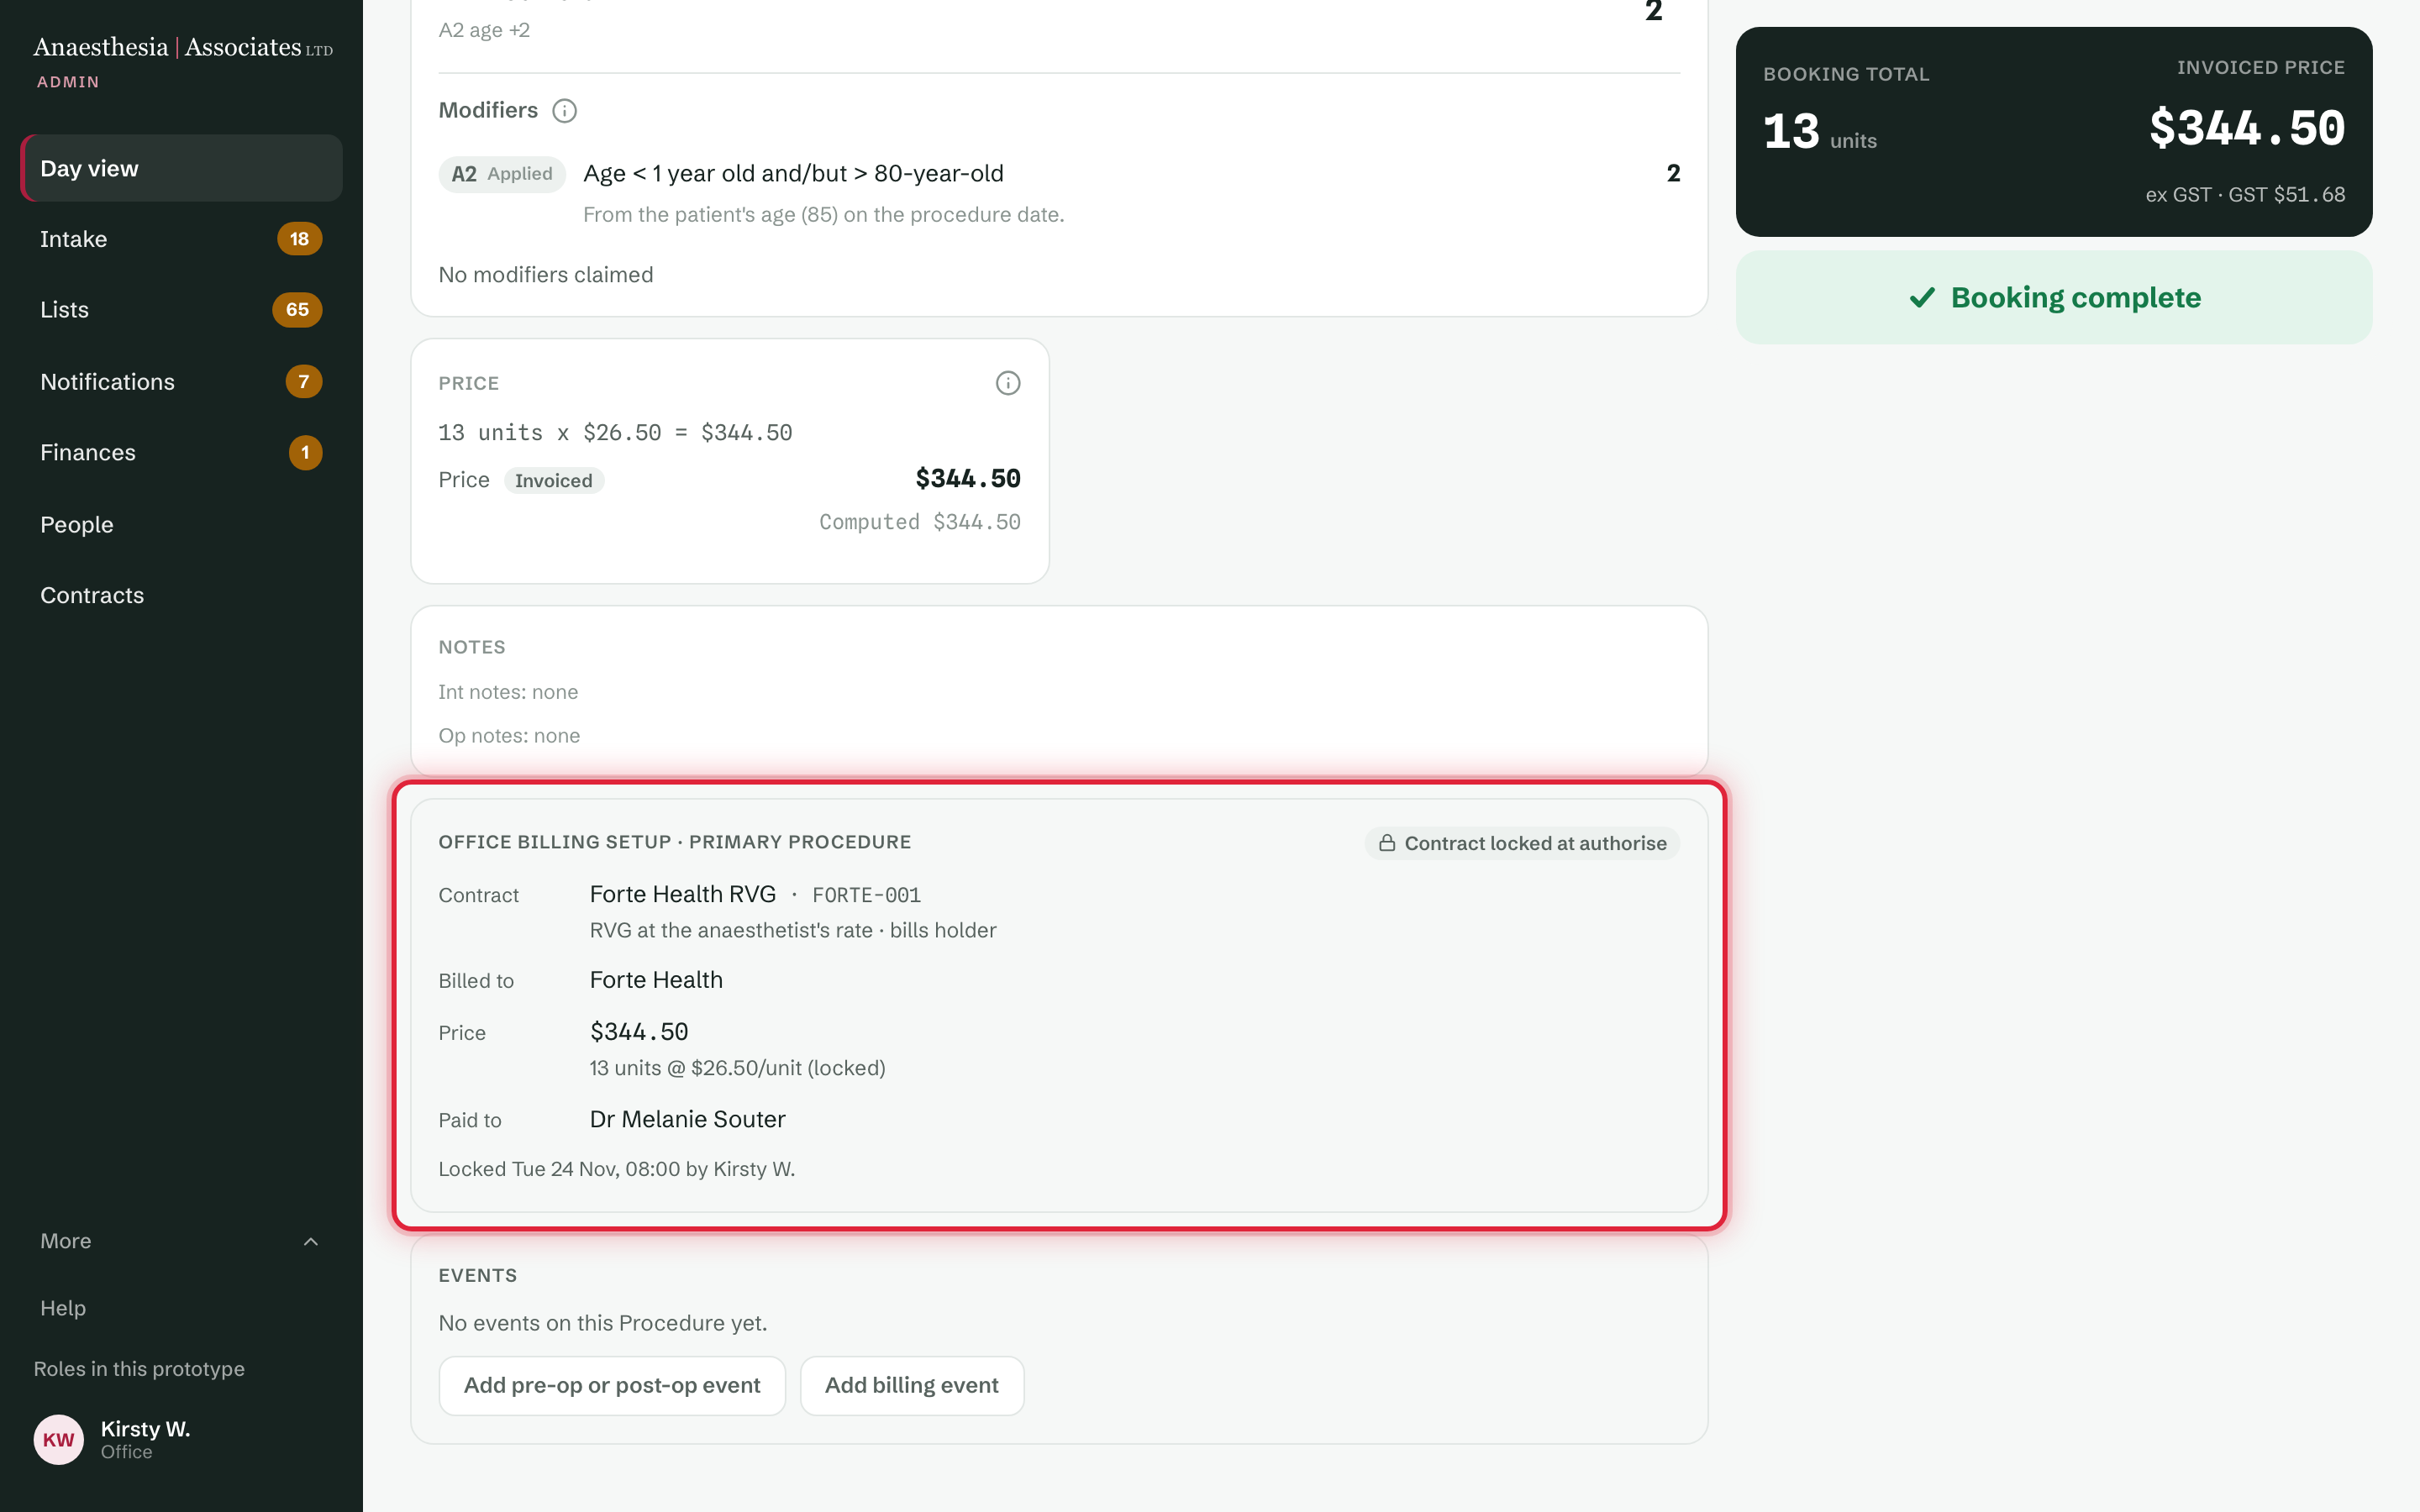 Anaesthesia | Associates LTD
ADMIN
Day view
Intake 18
Lists 65
Notifications 7
Finances 1
People
Contracts
More
Help
Roles in this prototype
KW Kirsty W.
Office
2
A2 age +2
Modifiers
A2 Applied Age < 1 year old and/but > 80-year-old 2
From the patient's age (85) on the procedure date.
No modifiers claimed
PRICE
13 units x $26.50 = $344.50
Price Invoiced $344.50
Computed $344.50
NOTES
Int notes: none
Op notes: none
OFFICE BILLING SETUP · PRIMARY PROCEDURE Contract locked at authorise
Contract Forte Health RVG · FORTE-001
RVG at the anaesthetist's rate · bills holder
Billed to Forte Health
Price $344.50
13 units @ $26.50/unit (locked)
Paid to Dr Melanie Souter
Locked Tue 24 Nov, 08:00 by Kirsty W.
EVENTS
No events on this Procedure yet.
Add pre-op or post-op event Add billing event
BOOKING TOTAL INVOICED PRICE
13 units $344.50
ex GST · GST $51.68
Booking complete